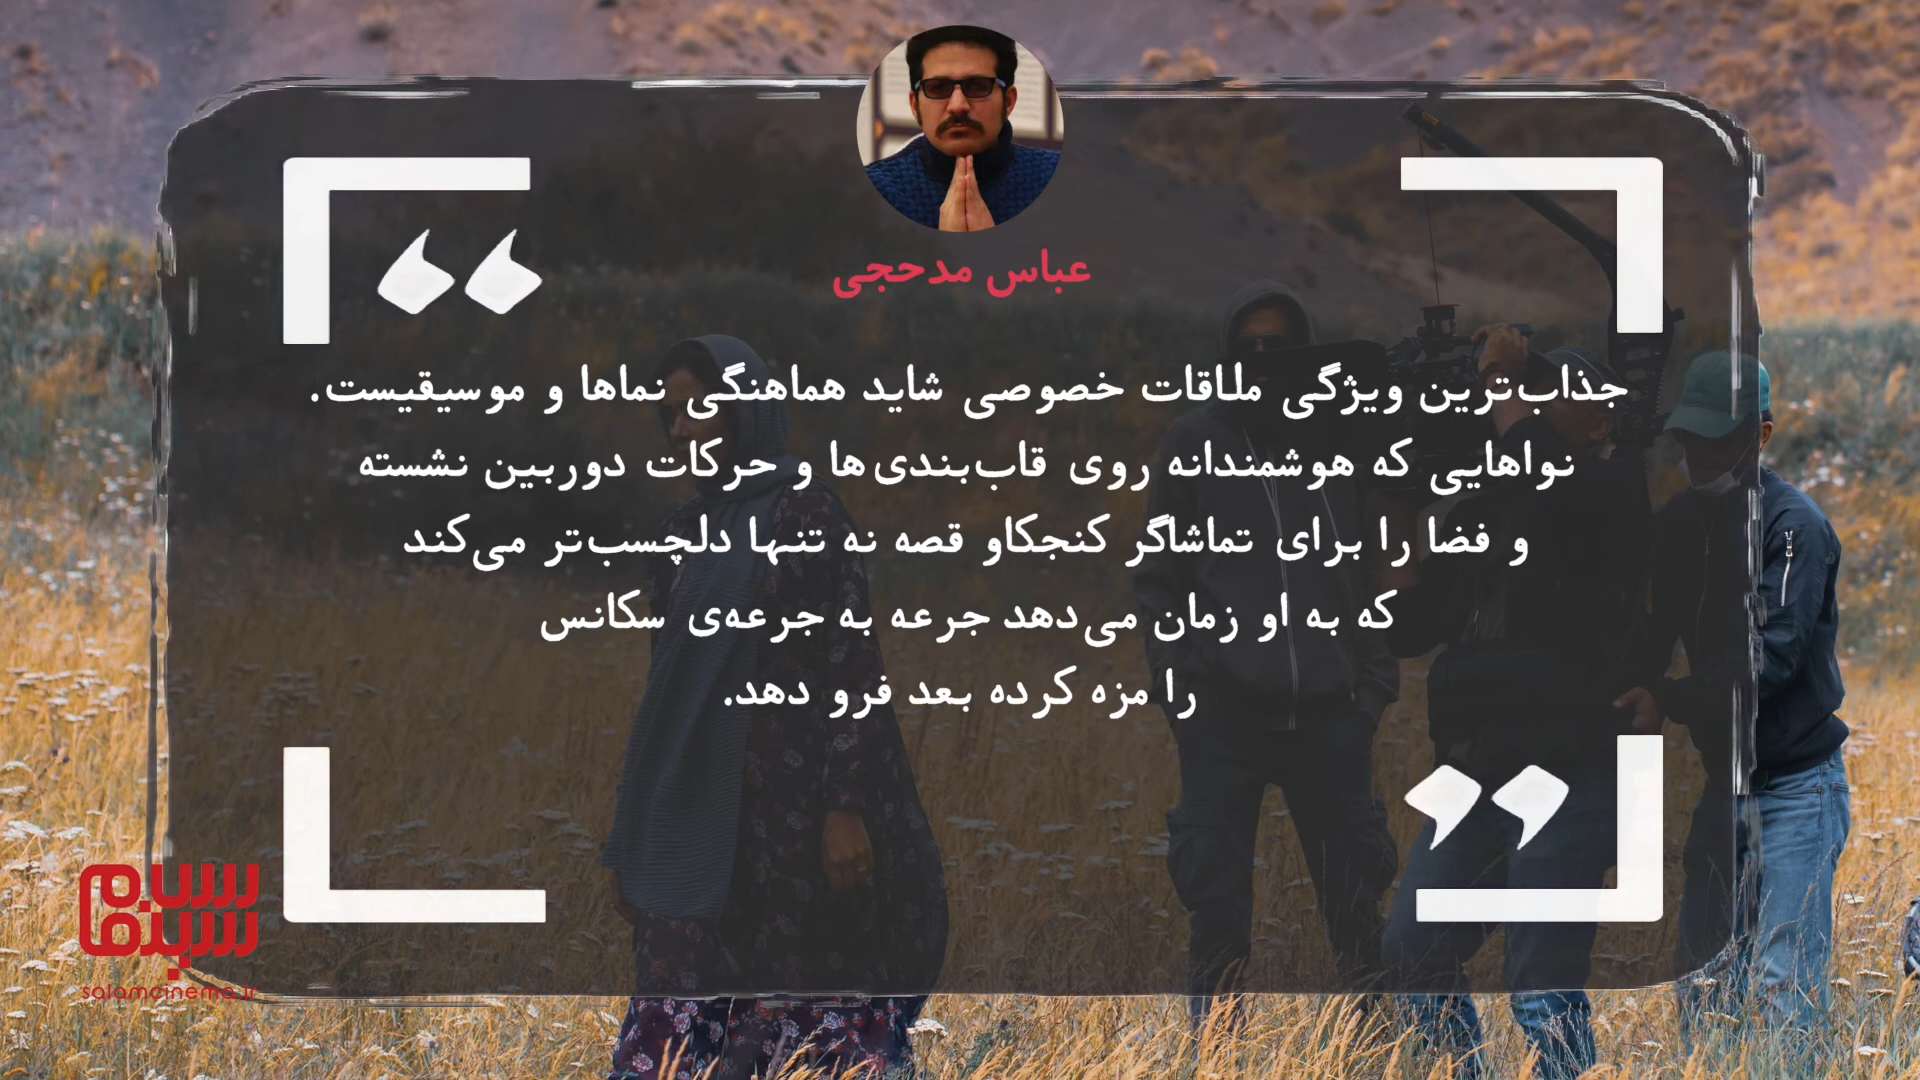 عباس مدحجی
جذاب‌ترین ویژگی ملاقات خصوصی شاید هماهنگی نماها و موسیقیست.
نواهایی که هوشمندانه روی قاب‌بندی‌ها و حرکات دوربین نشسته
و فضا را برای تماشاگر کنجکاو قصه نه تنها دلچسب‌تر می‌کند
که به او زمان می‌دهد جرعه به جرعه‌ی سکانس
را مزه کرده بعد فرو دهد.
سلام سینما
salamcinema.ir